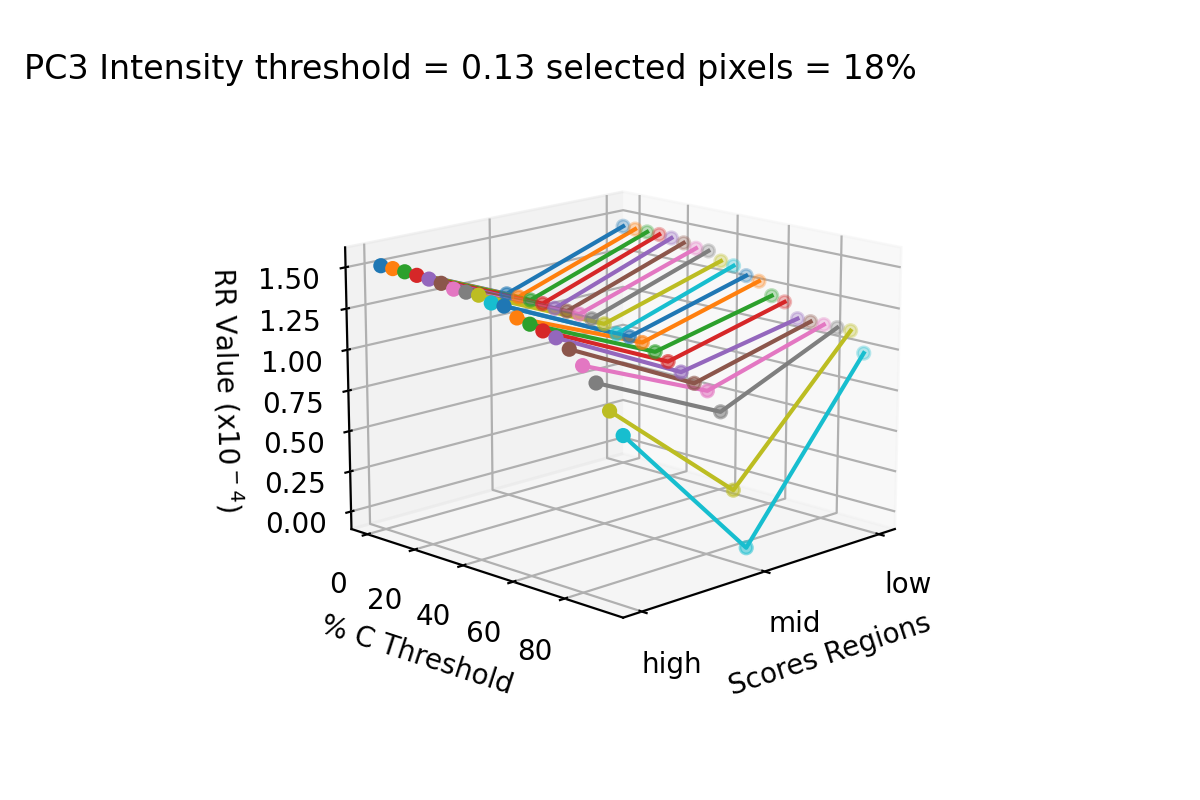 PC3 Intensity threshold = 0.13 selected pixels = 18%
RR Value (x10⁻⁴)
1.50
1.25
1.00
0.75
0.50
0.25
0.00
0
20
40
60
80
% C Threshold
high
mid
low
Scores Regions